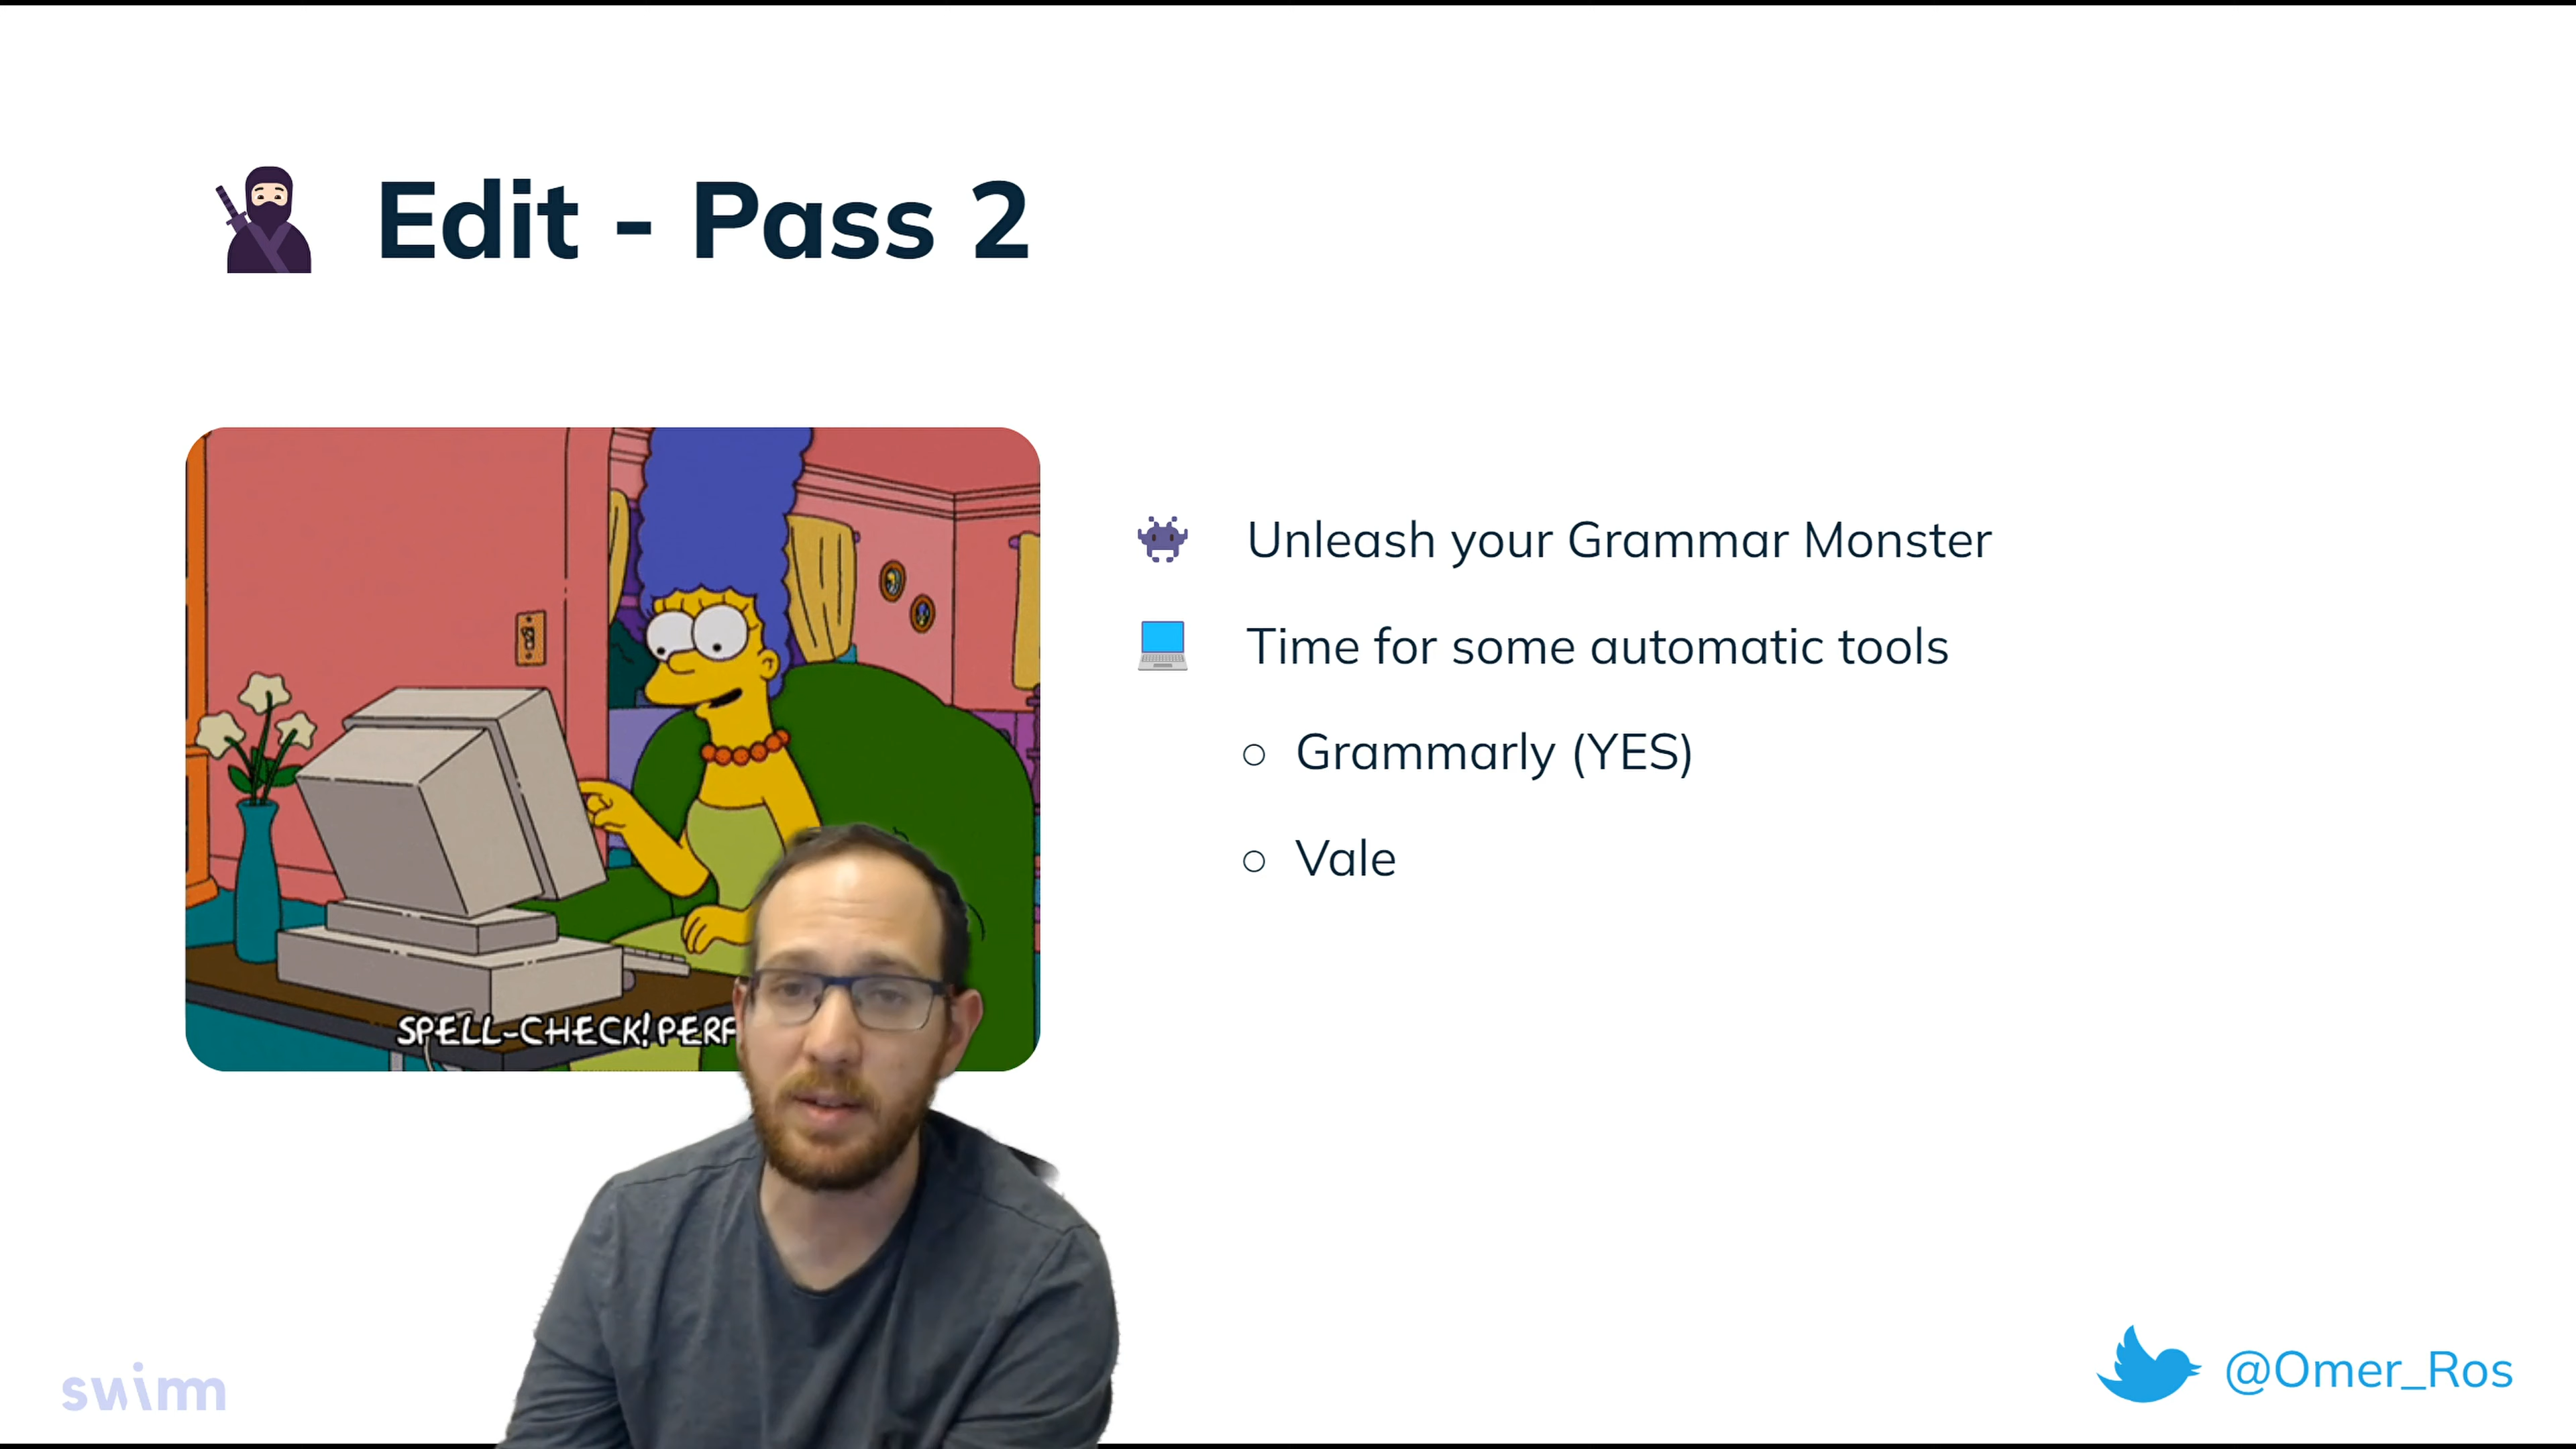 Edit - Pass 2
Unleash your Grammar Monster
Time for some automatic tools
Grammarly (YES)
Vale
SPELL-CHECK!
swimm
@Omer_Ros